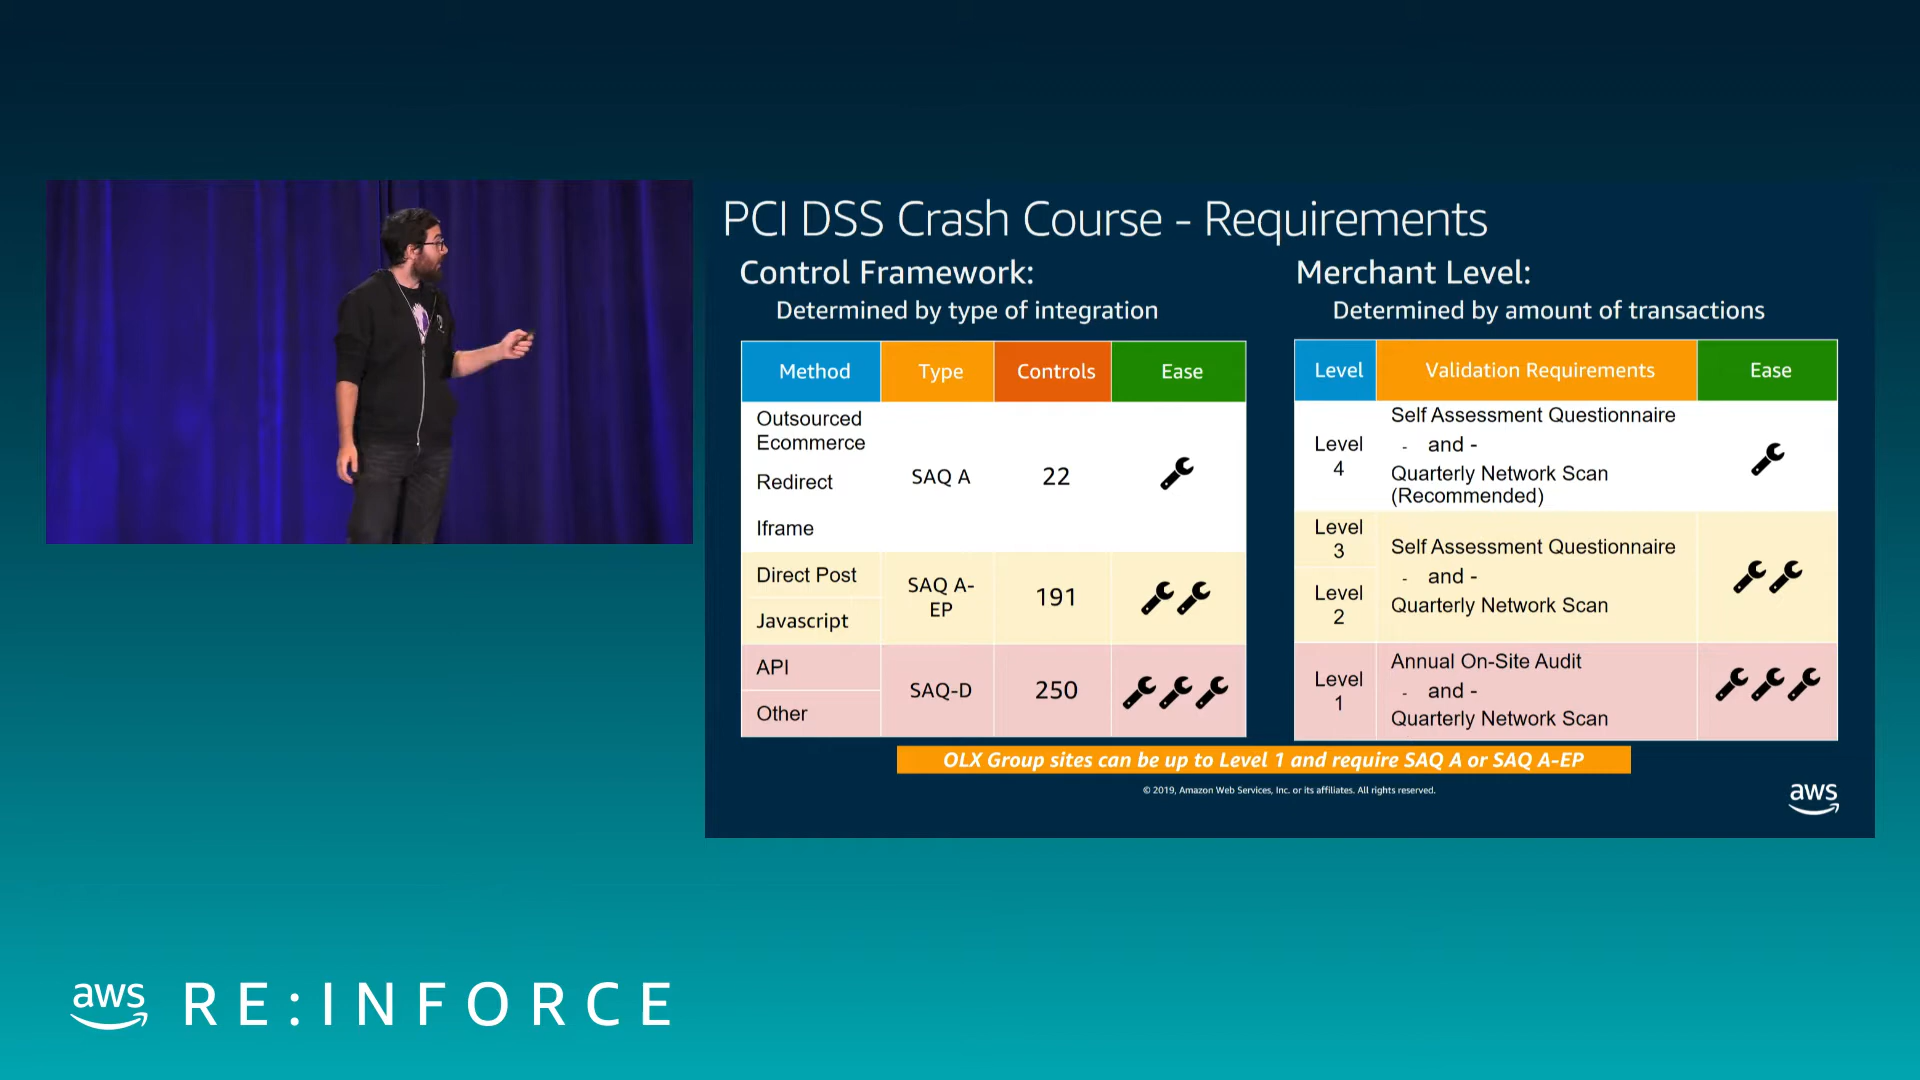 PCI DSS Crash Course - Requirements
Control Framework:
Determined by type of integration
Method Type Controls Ease
Outsourced
Ecommerce
Redirect
Iframe
SAQ A
22
Direct Post
Javascript
SAQ A-
EP
191
API
Other
SAQ-D
250
Merchant Level:
Determined by amount of transactions
Level Validation Requirements Ease
Level
4
Self Assessment Questionnaire
- and -
Quarterly Network Scan
(Recommended)
Level
3
Level
2
Self Assessment Questionnaire
- and -
Quarterly Network Scan
Level
1
Annual On-Site Audit
- and -
Quarterly Network Scan
OLX Group sites can be up to Level 1 and require SAQ A or SAQ A-EP
© 2019, Amazon Web Services, Inc. or its affiliates. All rights reserved.
aws
aws RE:INFORCE